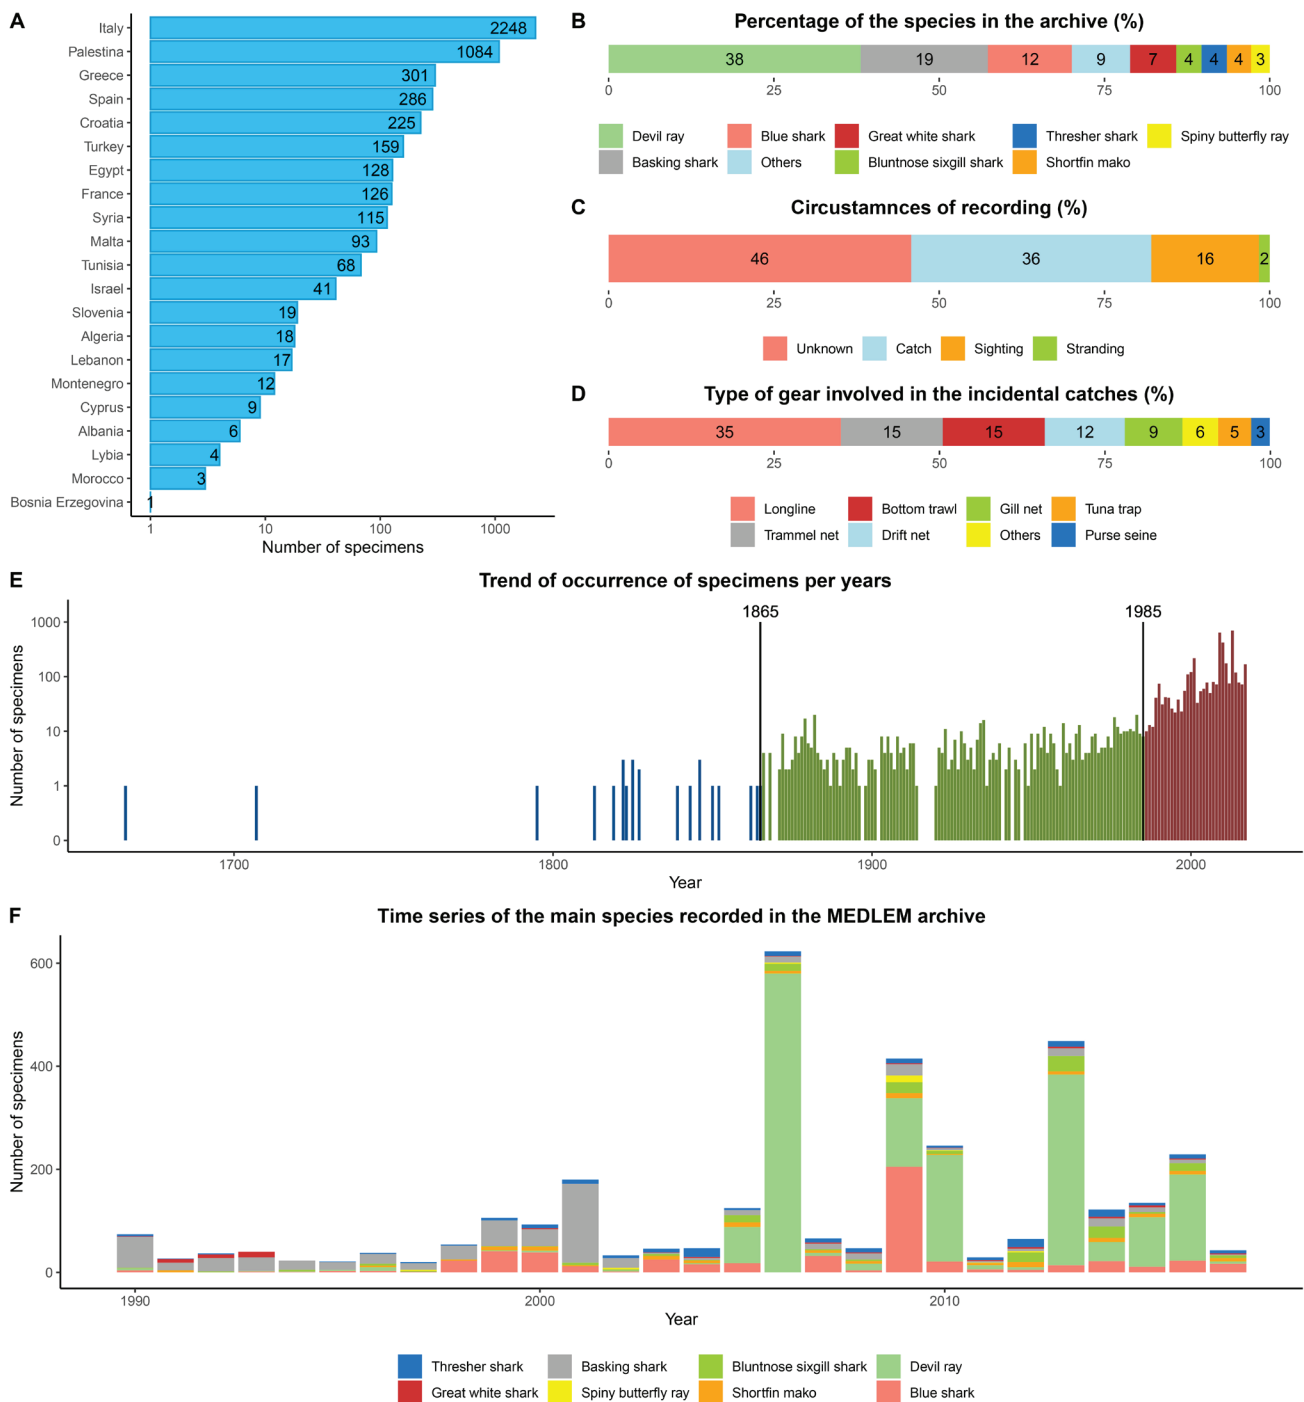 A
Italy 2248
Palestina 1084
Greece 301
Spain 286
Croatia 225
Turkey 159
Egypt 128
France 126
Syria 115
Malta 93
Tunisia 68
Israel 41
Slovenia 19
Algeria 18
Lebanon 17
Montenegro 12
Cyprus 9
Albania 6
Lybia 4
Morocco 3
Bosnia Erzegovina 1
1 10 100 1000
Number of specimens
B Percentage of the species in the archive (%)
38 19 12 9 7 4 4 4 3
0 25 50 75 100
Devil ray Blue shark Great white shark Thresher shark Spiny butterfly ray
Basking shark Others Bluntnose sixgill shark Shortfin mako
C Circustamnces of recording (%)
46 36 16 2
0 25 50 75 100
Unknown Catch Sighting Stranding
D Type of gear involved in the incidental catches (%)
35 15 15 12 9 6 5 3
0 25 50 75 100
Longline Bottom trawl Gill net Tuna trap
Trammel net Drift net Others Purse seine
E Trend of occurrence of specimens per years
1865 1985
Number of specimens
1000
100
10
1
0
1700 1800 1900 2000
Year
F Time series of the main species recorded in the MEDLEM archive
Number of specimens
600
400
200
0
1990 2000 2010
Year
Thresher shark Basking shark Bluntnose sixgill shark Devil ray
Great white shark Spiny butterfly ray Shortfin mako Blue shark